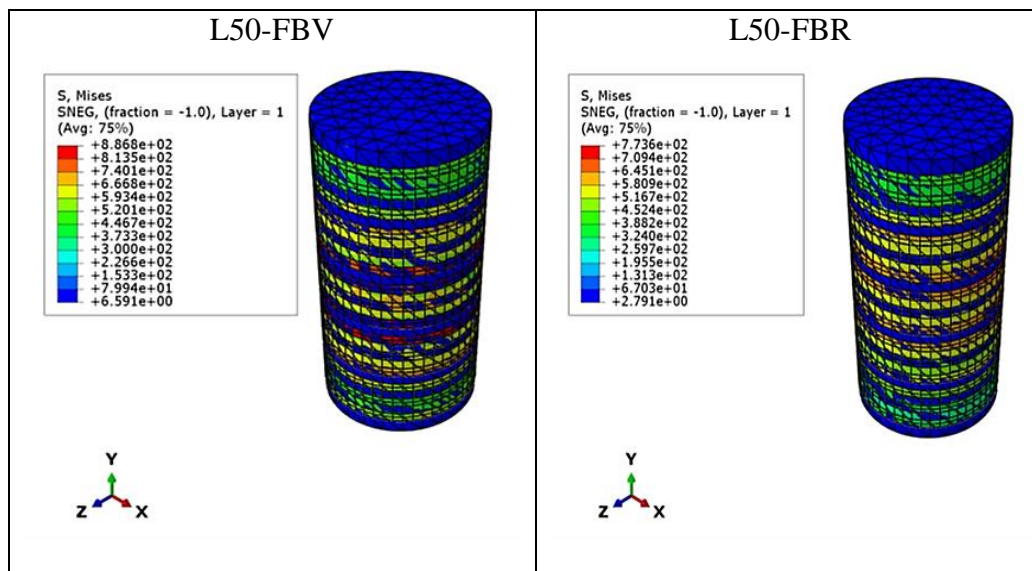 L50-FBV
S, Mises
SNEG, (fraction = -1.0), Layer = 1
(Avg: 75%)
+8.868e+02
+8.135e+02
+7.401e+02
+6.668e+02
+5.934e+02
+5.201e+02
+4.467e+02
+3.733e+02
+3.000e+02
+2.266e+02
+1.533e+02
+7.994e+01
+6.591e+00
Y
Z
X
L50-FBR
S, Mises
SNEG, (fraction = -1.0), Layer = 1
(Avg: 75%)
+7.736e+02
+7.094e+02
+6.451e+02
+5.809e+02
+5.167e+02
+4.524e+02
+3.882e+02
+3.240e+02
+2.597e+02
+1.955e+02
+1.313e+02
+6.703e+01
+2.791e+00
Y
Z
X